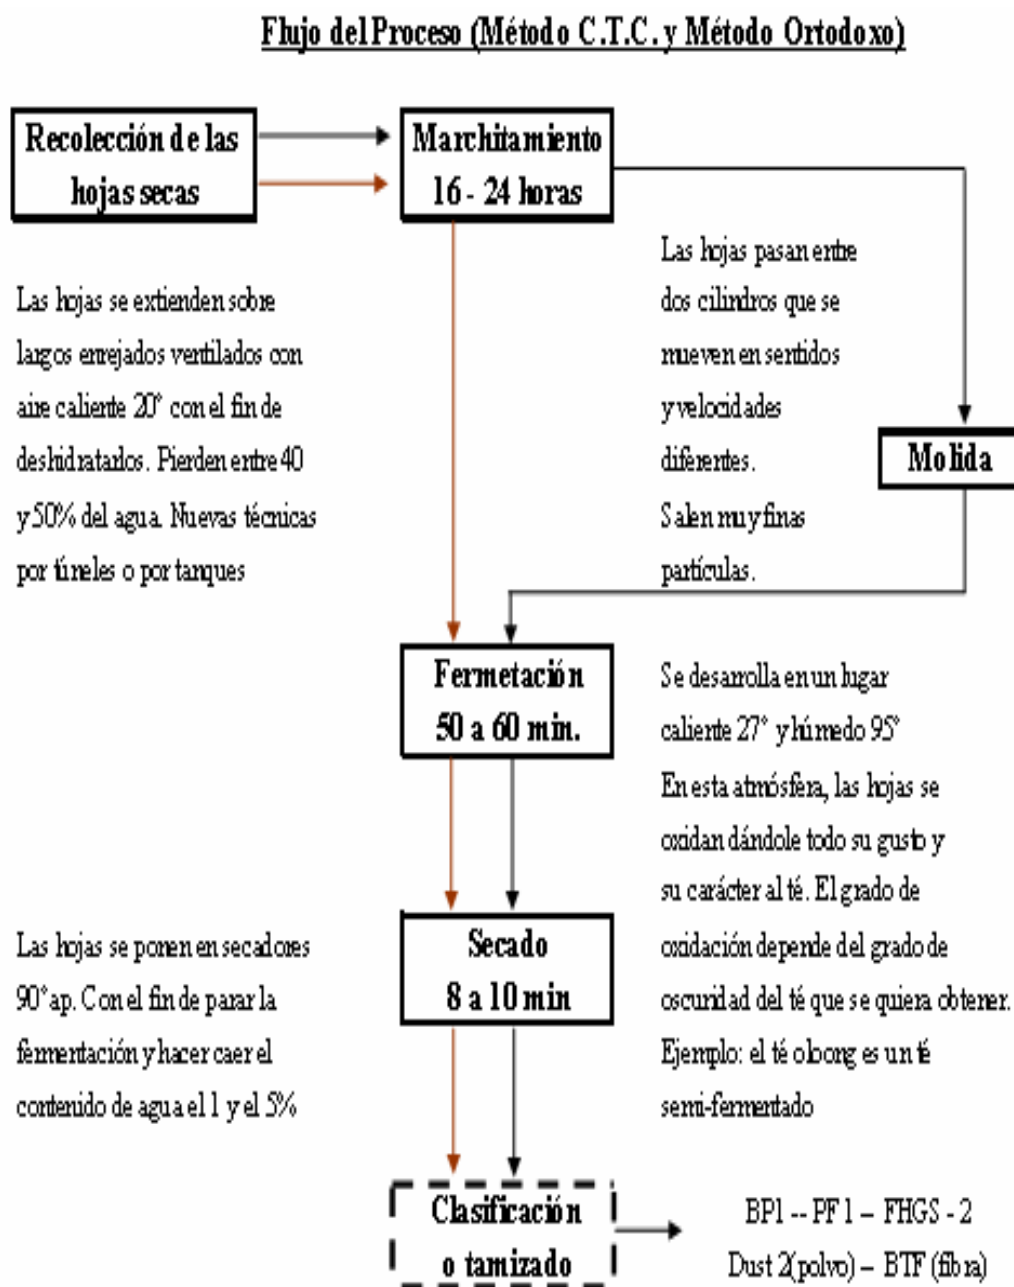 Flujo del Proceso (Método C.T.C. y Método Ortodoxo)
Recolección de las
hojas secas
Marchitamiento
16 - 24 horas
Las hojas se extienden sobre
largos enrejados ventilados con
aire caliente 20° con el fin de
deshidratarlos. Pierden entre 40
y 50% del agua. Nuevas técnicas
por túneles o por tanques
Las hojas pasan entre
dos cilindros que se
mueven en sentidos
y velocidades
diferentes.
Salen muy finas
partículas.
Molida
Fermetación
50 a 60 min.
Se desarrolla en un lugar
caliente 27° y húmedo 95°
En esta atmósfera, las hojas se
oxidan dándole todo su gusto y
su carácter al té. El grado de
oxidación depende del grado de
oscuridad del té que se quiera obtener.
Ejemplo: el té oloong es un té
semi-fermentado
Secado
8 a 10 min
Las hojas se ponen en secadores
90° ap. Con el fin de parar la
fermentación y hacer caer el
contenido de agua el 1 y el 5%
Clasificación
o tamizado
BP1 -- PF 1 – FHGS - 2
Dust 2(polvo) – BTF (fibra)